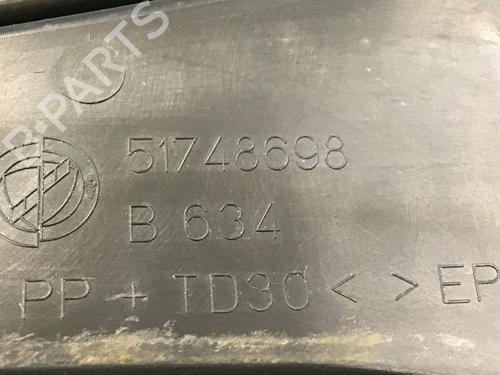 B-PARTS
51748698
B 634
PP + TD30 < > EP